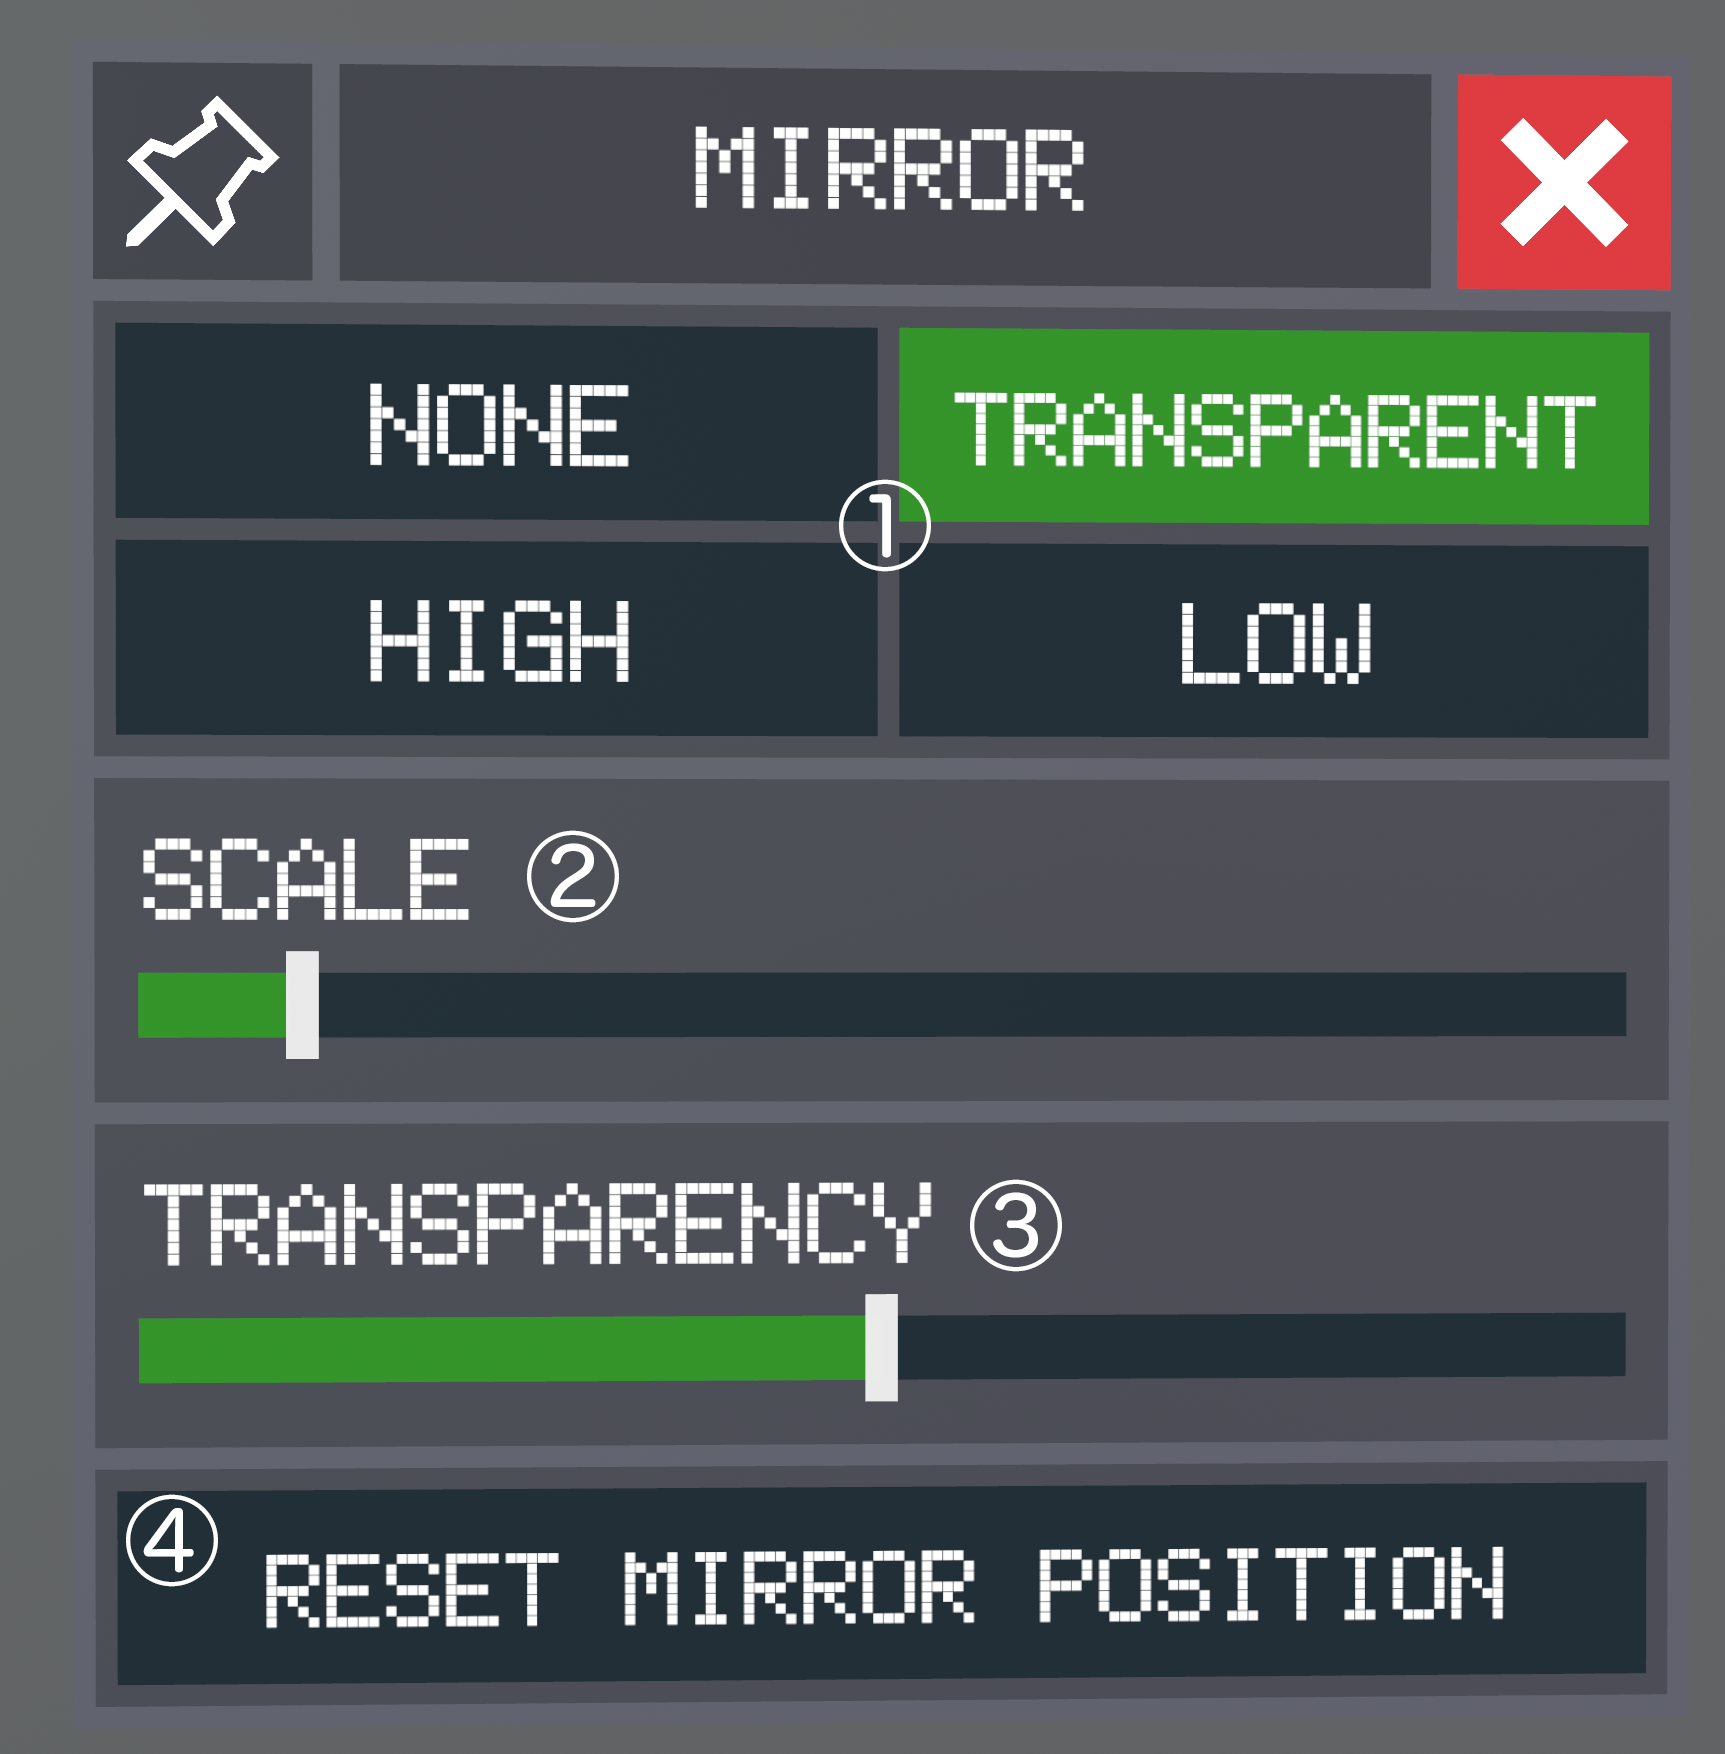 MIRROR
NONE TRANSPARENT
①
HIGH LOW
SCALE ②
TRANSPARENCY ③
④ RESET MIRROR POSITION